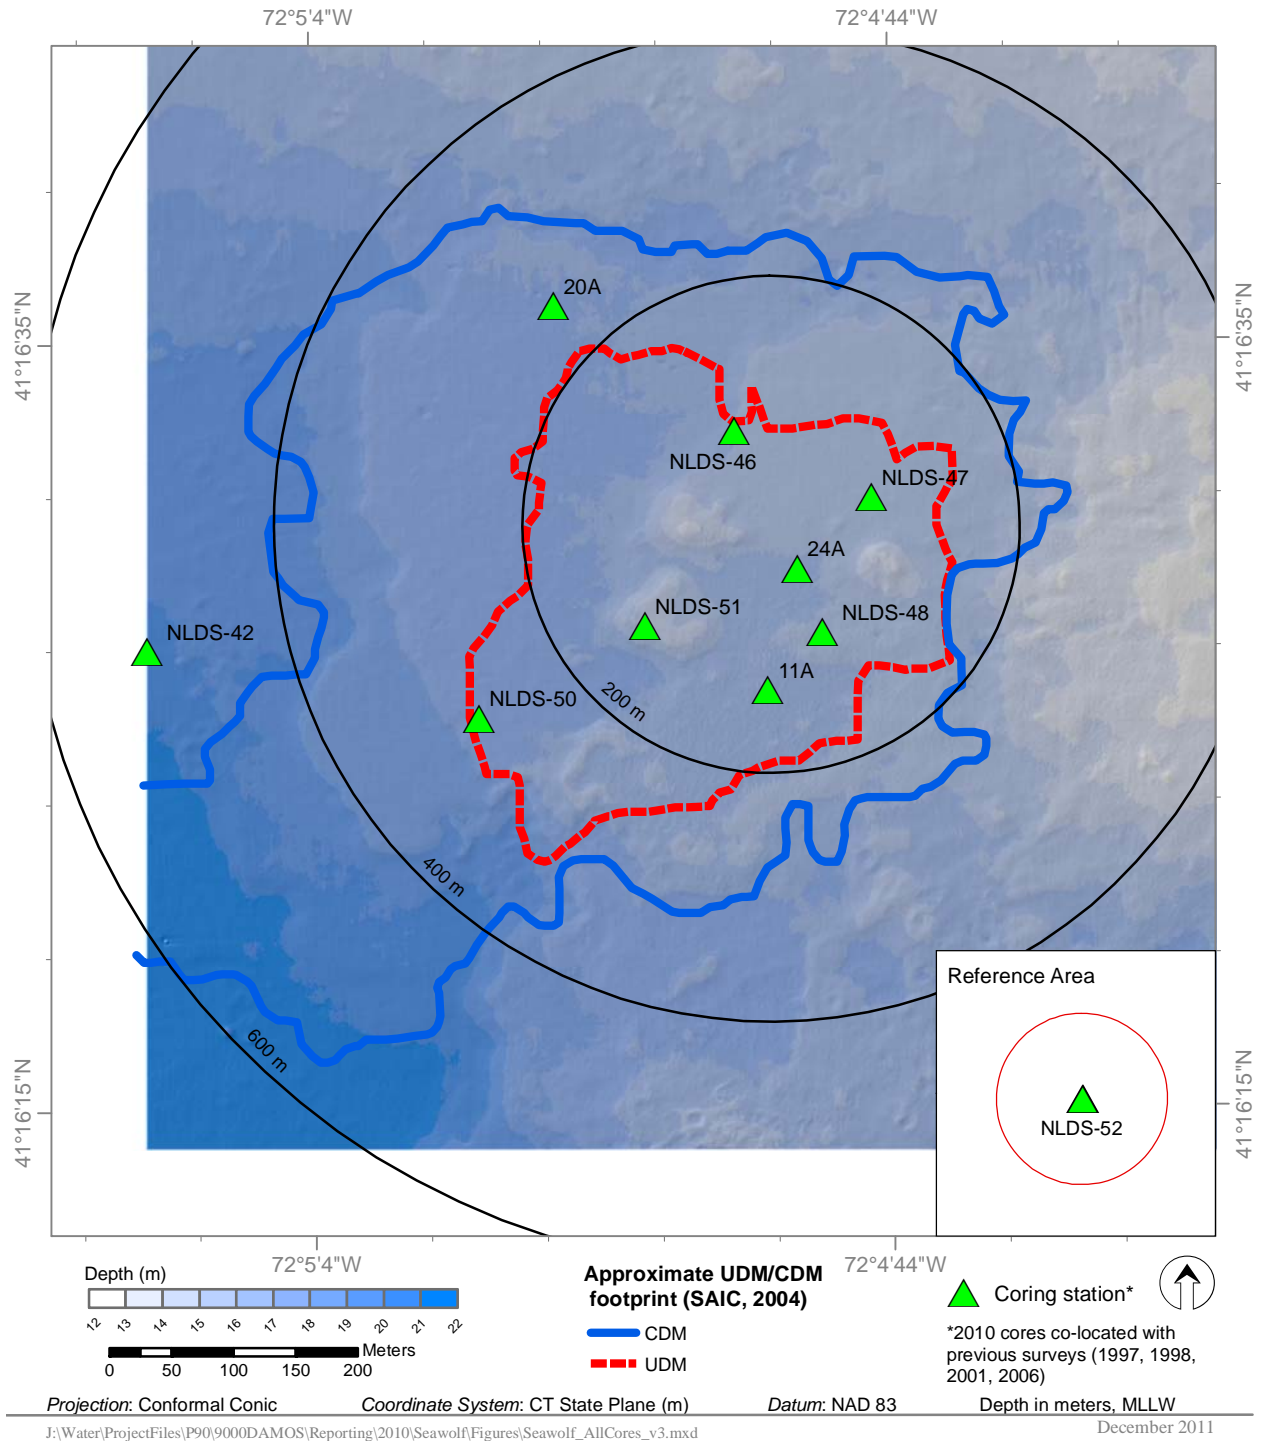 72°5'4"W
72°4'44"W
41°16'35"N
41°16'35"N
20A
NLDS-46
NLDS-47
24A
NLDS-51
NLDS-48
NLDS-42
11A
NLDS-50
200 m
400 m
600 m
Reference Area
NLDS-52
41°16'15"N
41°16'15"N
72°5'4"W
72°4'44"W
Depth (m)
12 13 14 15 16 17 18 19 20 21 22
Meters
0 50 100 150 200
Approximate UDM/CDM
footprint (SAIC, 2004)
CDM
UDM
Coring station*
*2010 cores co-located with
previous surveys (1997, 1998,
2001, 2006)
Projection: Conformal Conic
Coordinate System: CT State Plane (m)
Datum: NAD 83
Depth in meters, MLLW
J:\Water\ProjectFiles\P90\9000DAMOS\Reporting\2010\Seawolf\Figures\Seawolf_AllCores_v3.mxd
December 2011